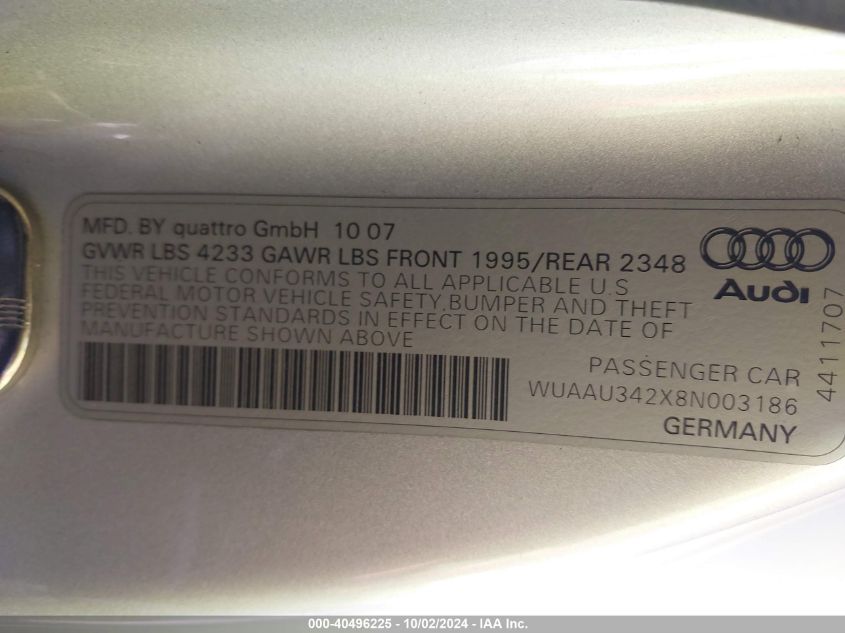 MFD. BY quattro GmbH 10 07
GVWR LBS 4233 GAWR LBS FRONT 1995/REAR 2348
THIS VEHICLE CONFORMS TO ALL APPLICABLE U.S
FEDERAL MOTOR VEHICLE SAFETY,BUMPER AND THEFT
PREVENTION STANDARDS IN EFFECT ON THE DATE OF
MANUFACTURE SHOWN ABOVE
Audi
PASSENGER CAR
WUAAU342X8N003186
GERMANY
4411707
000-40496225 - 10/02/2024 - IAA Inc.